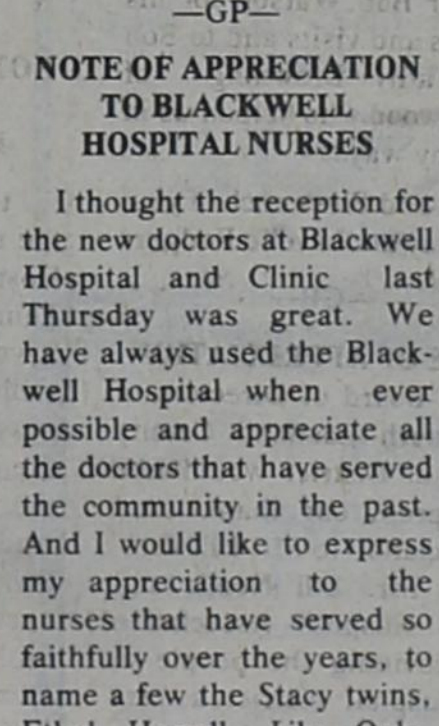 —GP—
NOTE OF APPRECIATION
TO BLACKWELL
HOSPITAL NURSES
I thought the reception for
the new doctors at Blackwell
Hospital and Clinic last
Thursday was great. We
have always used the Black-
well Hospital when ever
possible and appreciate all
the doctors that have served
the community in the past.
And I would like to express
my appreciation to the
nurses that have served so
faithfully over the years, to
name a few the Stacy twins,